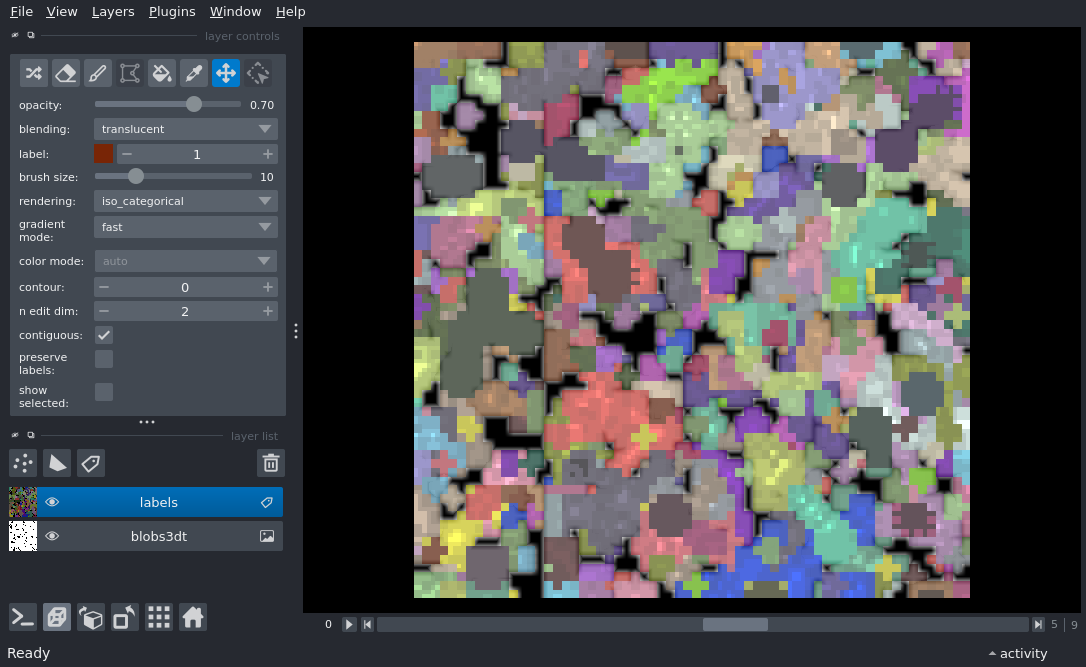 File View Layers Plugins Window Help
layer controls
opacity: 0.70
blending: translucent
label: 1
brush size: 10
rendering: iso_categorical
gradient
mode: fast
color mode: auto
contour: 0
n edit dim: 2
contiguous:
preserve
labels:
show
selected:
layer list
labels
blobs3dt
0 5 | 9
Ready activity